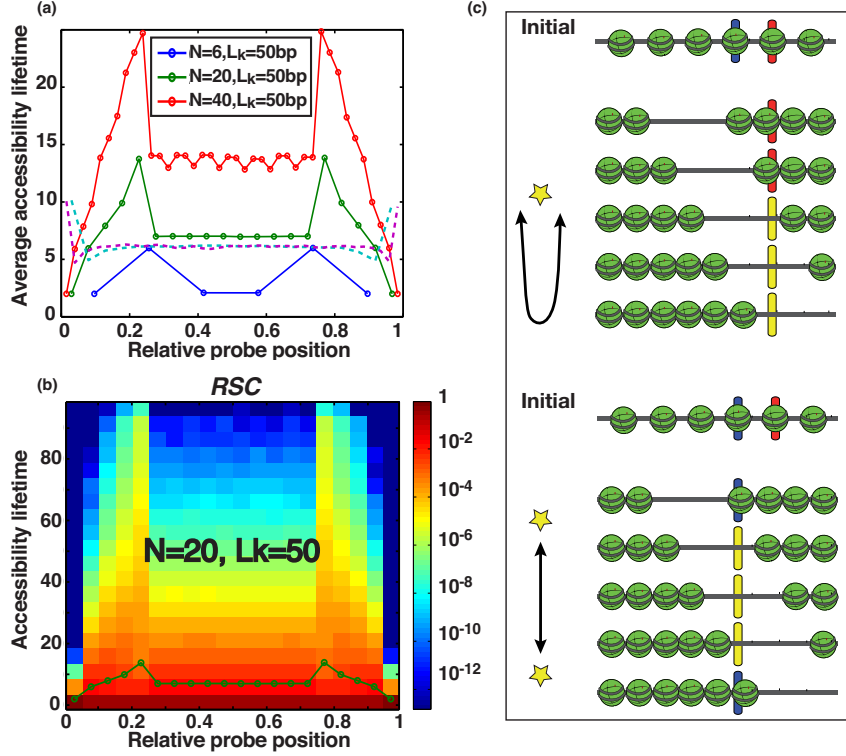 (a)
Average accessibility lifetime
25
20
15
10
5
0
N=6,Lk=50bp
N=20,Lk=50bp
N=40,Lk=50bp
0 0.2 0.4 0.6 0.8 1
Relative probe position
(b)
RSC
Accessibility lifetime
80
60
40
20
0
N=20, Lk=50
0 0.2 0.4 0.6 0.8 1
Relative probe position
1
10-2
10-4
10-6
10-8
10-10
10-12
(c)
Initial
Initial